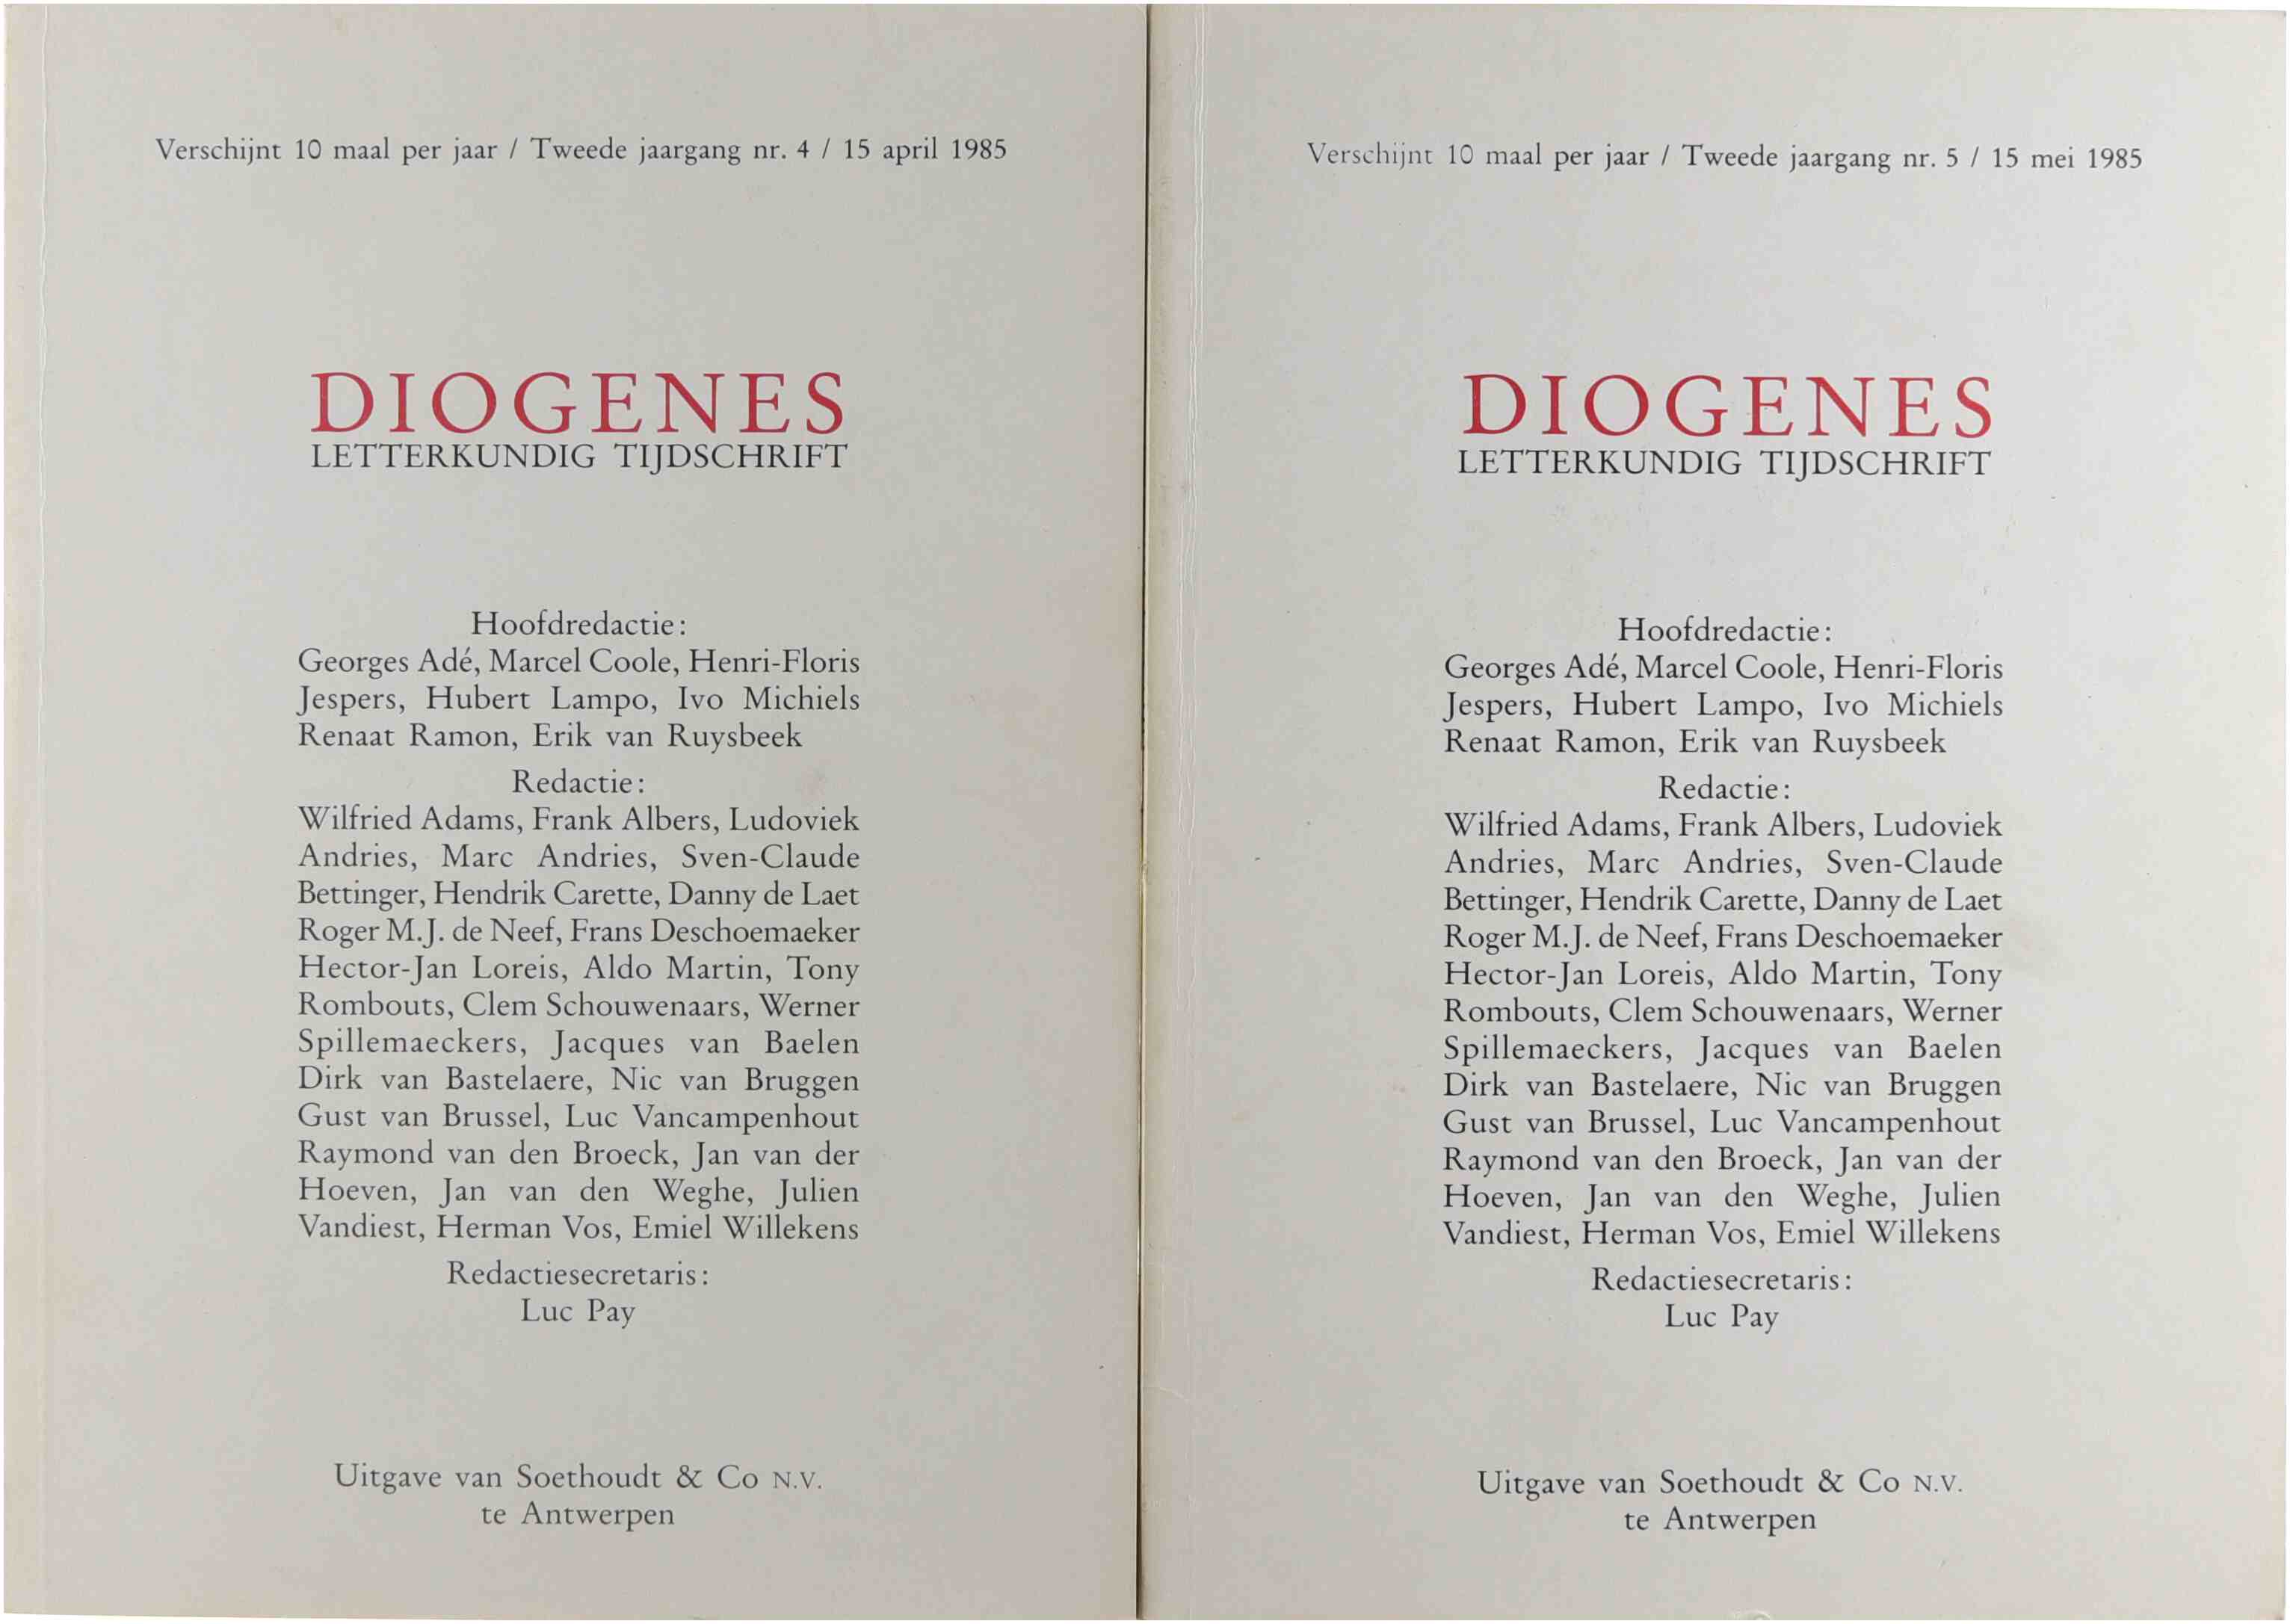 Verschijnt 10 maal per jaar / Tweede jaargang nr. 4 / 15 april 1985
DIOGENES
LETTERKUNDIG TIJDSCHRIFT
Hoofdredactie:
Georges Adé, Marcel Coole, Henri-Floris
Jespers, Hubert Lampo, Ivo Michiels
Renaat Ramon, Erik van Ruysbeek
Redactie:
Wilfried Adams, Frank Albers, Ludoviek
Andries, Marc Andries, Sven-Claude
Bettinger, Hendrik Carette, Danny de Laet
Roger M.J. de Neef, Frans Deschoemaeker
Hector-Jan Loreis, Aldo Martin, Tony
Rombouts, Clem Schouwenaars, Werner
Spillemaeckers, Jacques van Baelen
Dirk van Bastelaere, Nic van Bruggen
Gust van Brussel, Luc Vancampenhout
Raymond van den Broeck, Jan van der
Hoeven, Jan van den Weghe, Julien
Vandiest, Herman Vos, Emiel Willekens
Redactiesecretaris:
Luc Pay
Uitgave van Soethoudt & Co N.V.
te Antwerpen
Verschijnt 10 maal per jaar / Tweede jaargang nr. 5 / 15 mei 1985
DIOGENES
LETTERKUNDIG TIJDSCHRIFT
Hoofdredactie:
Georges Adé, Marcel Coole, Henri-Floris
Jespers, Hubert Lampo, Ivo Michiels
Renaat Ramon, Erik van Ruysbeek
Redactie:
Wilfried Adams, Frank Albers, Ludoviek
Andries, Marc Andries, Sven-Claude
Bettinger, Hendrik Carette, Danny de Laet
Roger M.J. de Neef, Frans Deschoemaeker
Hector-Jan Loreis, Aldo Martin, Tony
Rombouts, Clem Schouwenaars, Werner
Spillemaeckers, Jacques van Baelen
Dirk van Bastelaere, Nic van Bruggen
Gust van Brussel, Luc Vancampenhout
Raymond van den Broeck, Jan van der
Hoeven, Jan van den Weghe, Julien
Vandiest, Herman Vos, Emiel Willekens
Redactiesecretaris:
Luc Pay
Uitgave van Soethoudt & Co N.V.
te Antwerpen